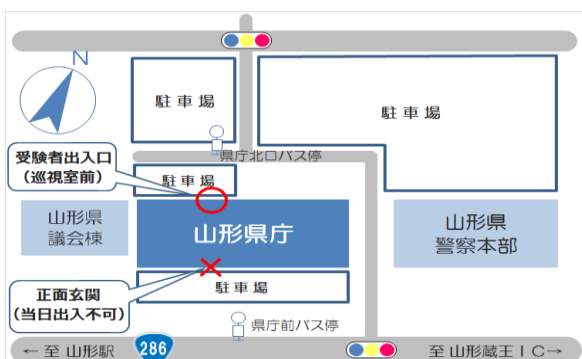 N
駐車場
駐車場
県庁北口バス停
受験者出入口
（巡視室前）
駐車場
山形県
議会棟
山形県庁
山形県
警察本部
正面玄関
（当日出入不可）
駐車場
県庁前バス停
← 至 山形駅
286
至 山形蔵王ＩＣ→